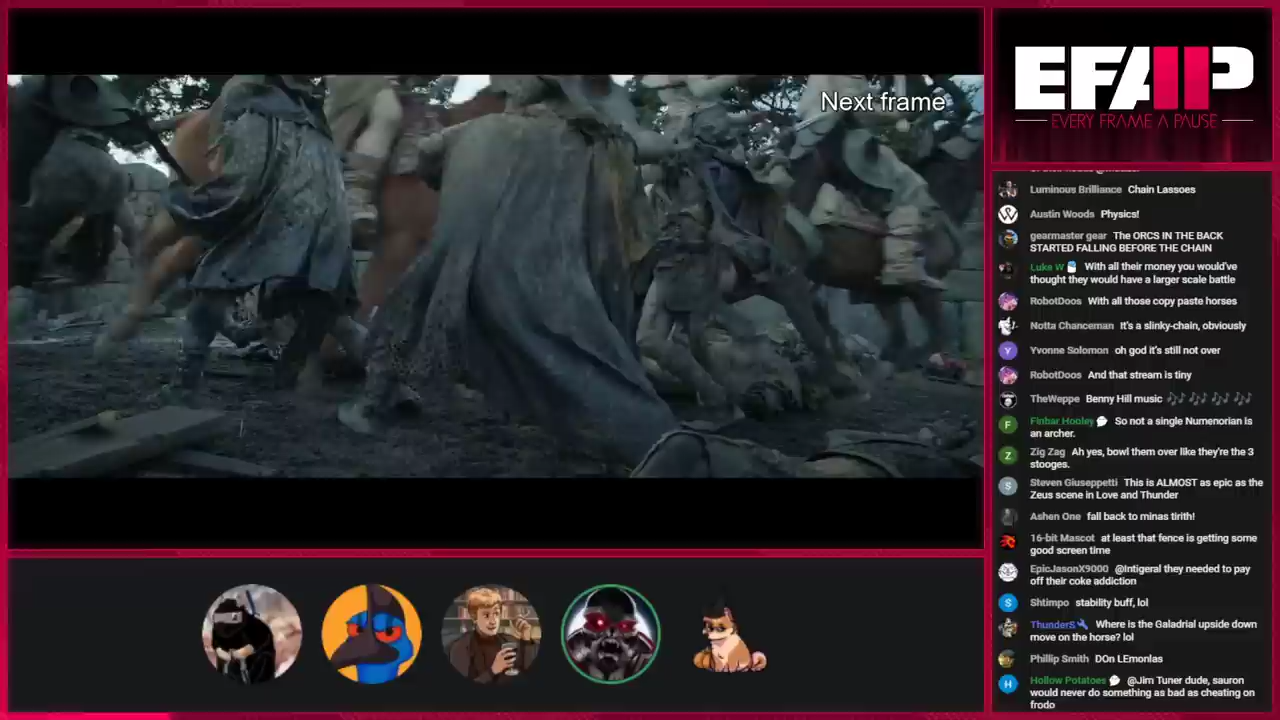 Next frame
EFAP
EVERY FRAME A PAUSE
Luminous Brilliance Chain Lassoes
Austin Woods Physics!
gearmaster gear The ORCS IN THE BACK
STARTED FALLING BEFORE THE CHAIN
Luke W With all their money you would've
thought they would have a larger scale battle
RobotDoos With all those copy paste horses
Notta Chanceman It's a slinky-chain, obviously
Yvonne Solomon oh god it's still not over
RobotDoos And that stream is tiny
TheWeppe Benny Hill music 🎶 🎶 🎶 🎶
Finbar Hooley So not a single Numenorian is
an archer.
Zig Zag Ah yes, bowl them over like they're the 3
stooges.
Steven Giuseppetti This is ALMOST as epic as the
Zeus scene in Love and Thunder
Ashen One fall back to minas tirith!
16-bit Mascot at least that fence is getting some
good screen time
EpicJasonX9000 @Intigeral they needed to pay
off their coke addiction
Shtimpo stability buff, lol
ThunderS Where is the Galadrial upside down
move on the horse? lol
Phillip Smith DOn LEmonlas
Hollow Potatoes @Jim Tuner dude, sauron
would never do something as bad as cheating on
frodo